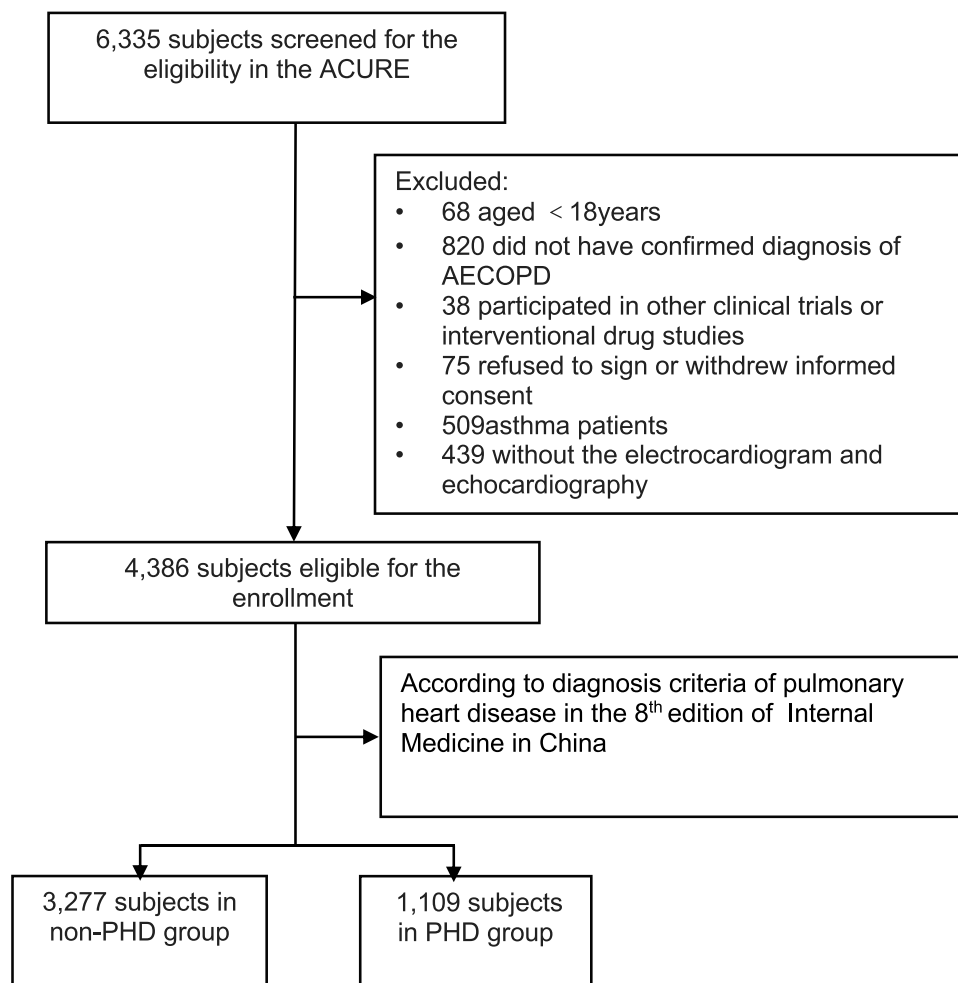 6,335 subjects screened for the
eligibility in the ACURE
Excluded:
• 68 aged < 18years
• 820 did not have confirmed diagnosis of
AECOPD
• 38 participated in other clinical trials or
interventional drug studies
• 75 refused to sign or withdrew informed
consent
• 509asthma patients
• 439 without the electrocardiogram and
echocardiography
4,386 subjects eligible for the
enrollment
According to diagnosis criteria of pulmonary
heart disease in the 8th edition of Internal
Medicine in China
3,277 subjects in
non-PHD group
1,109 subjects
in PHD group